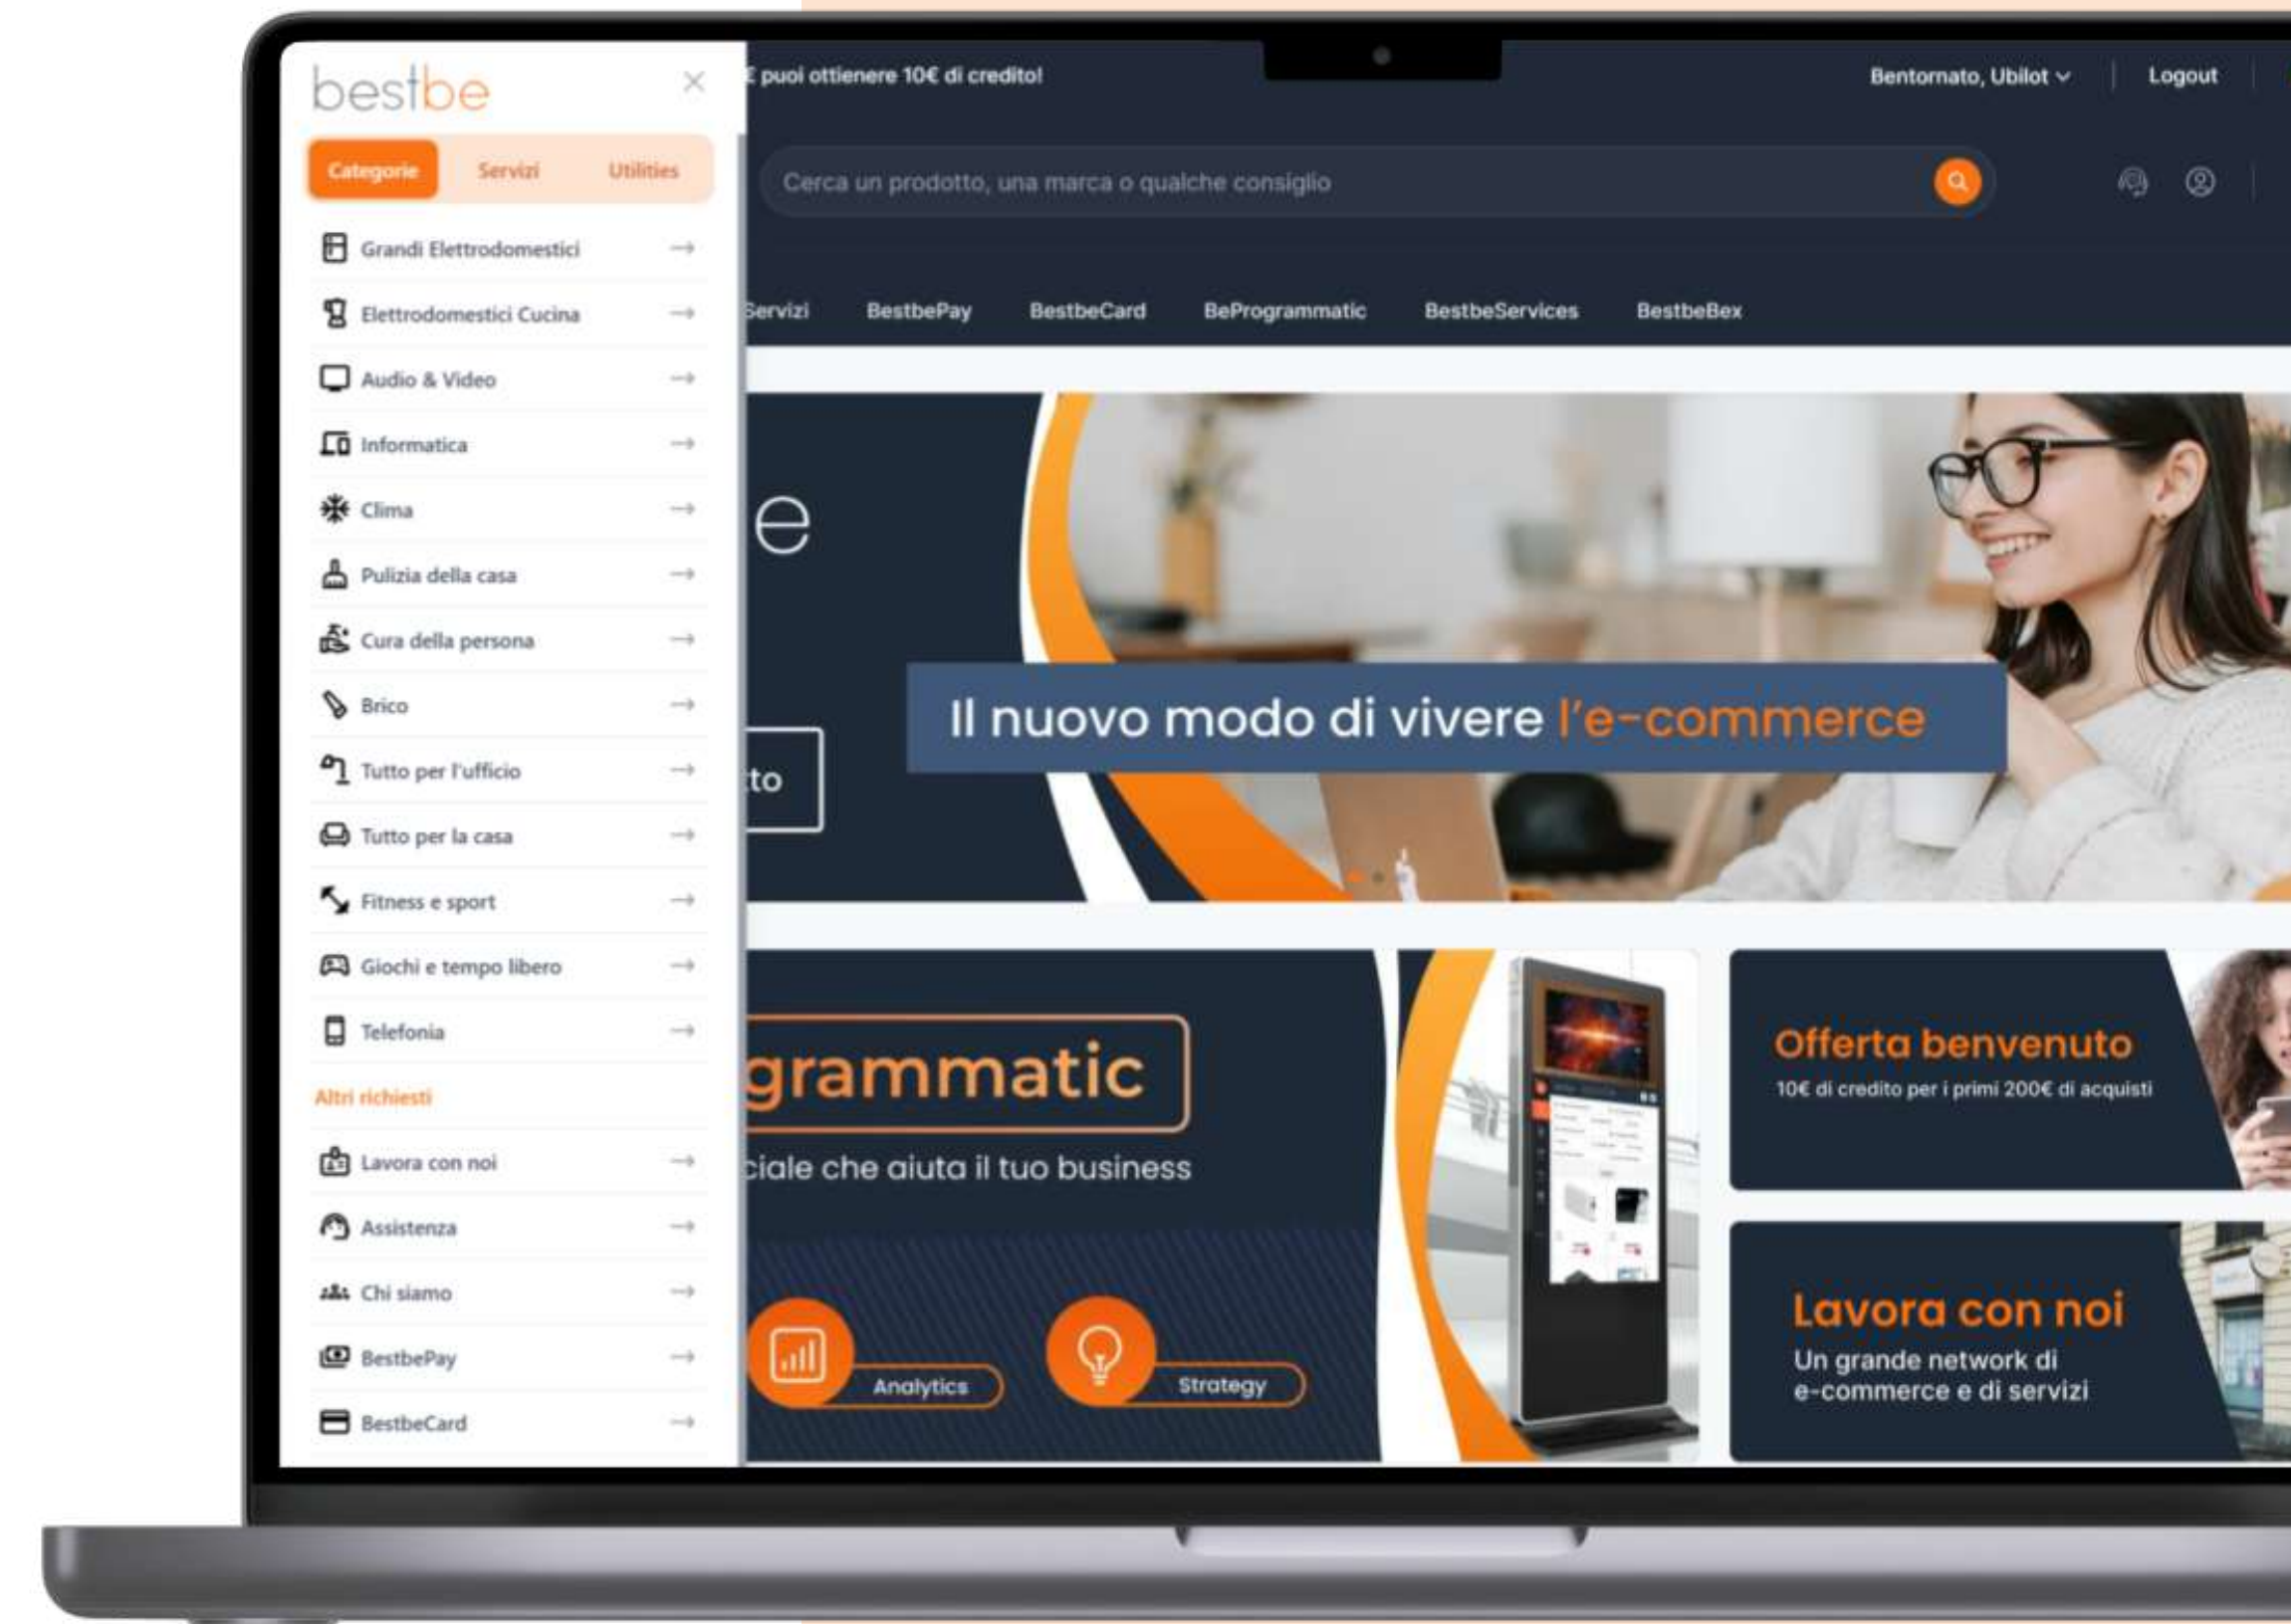 bestbe
Categorie Servizi Utilities
Grandi Elettrodomestici
Elettrodomestici Cucina
Audio & Video
Informatica
Clima
Pulizia della casa
Cura della persona
Brico
Tutto per l'ufficio
Tutto per la casa
Fitness e sport
Giochi e tempo libero
Telefonia
Altri richiesti
Lavora con noi
Assistenza
Chi siamo
BestbePay
BestbeCard
€ puoi ottienere 10€ di credito!
Bentornato, Ubilot
Logout
Cerca un prodotto, una marca o qualche consiglio
Servizi BestbePay BestbeCard BeProgrammatic BestbeServices BestbeBex
e
to
Il nuovo modo di vivere l'e-commerce
grammatic
ciale che aiuta il tuo business
Analytics
Strategy
Offerta benvenuto
10€ di credito per i primi 200€ di acquisti
Lavora con noi
Un grande network di
e-commerce e di servizi